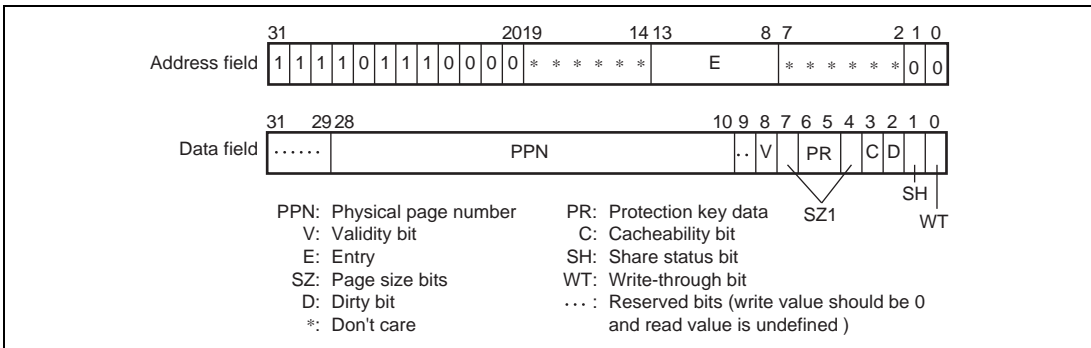 31 2019 14 13 8 7 2 1 0
Address field 1 1 1 1 0 1 1 1 0 0 0 0 * * * * * * E * * * * * * 0 0
31 29 28 10 9 8 7 6 5 4 3 2 1 0
Data field ...... PPN .. V PR C D
SZ1 SH WT
PPN: Physical page number PR: Protection key data
V: Validity bit C: Cacheability bit
E: Entry SH: Share status bit
SZ: Page size bits WT: Write-through bit
D: Dirty bit ... : Reserved bits (write value should be 0
*: Don't care and read value is undefined )